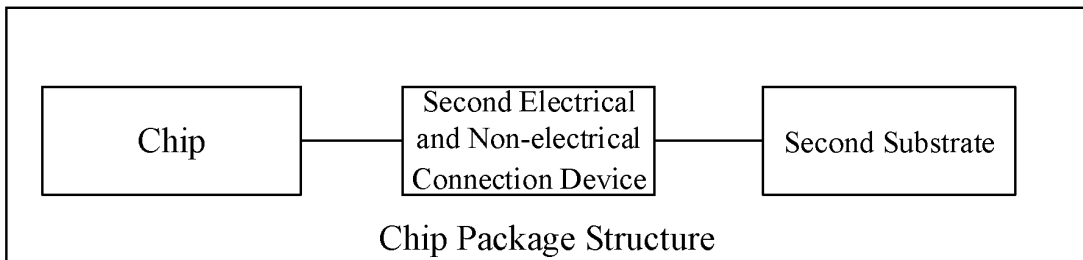 Chip
Second Electrical
and Non-electrical
Connection Device
Second Substrate
Chip Package Structure